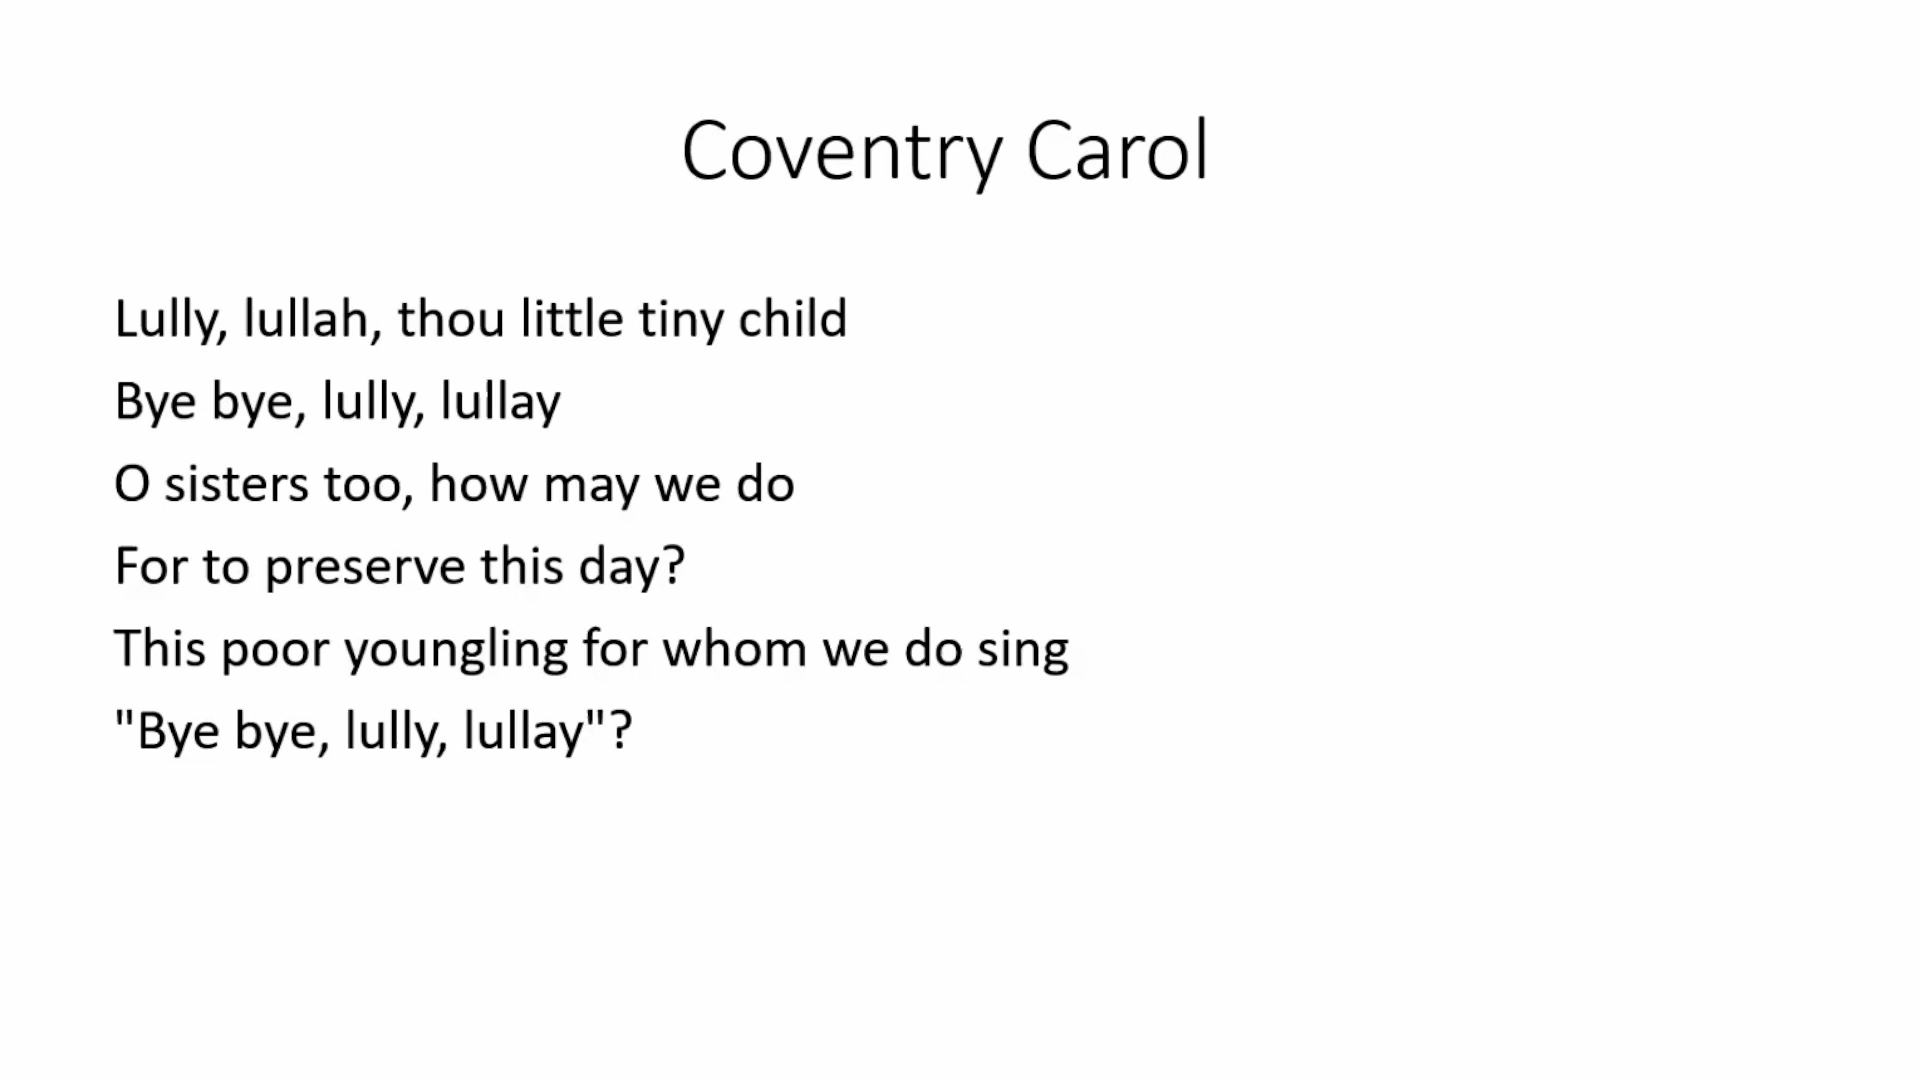 Coventry Carol
Lully, lullah, thou little tiny child
Bye bye, lully, lullay
O sisters too, how may we do
For to preserve this day?
This poor youngling for whom we do sing
"Bye bye, lully, lullay"?